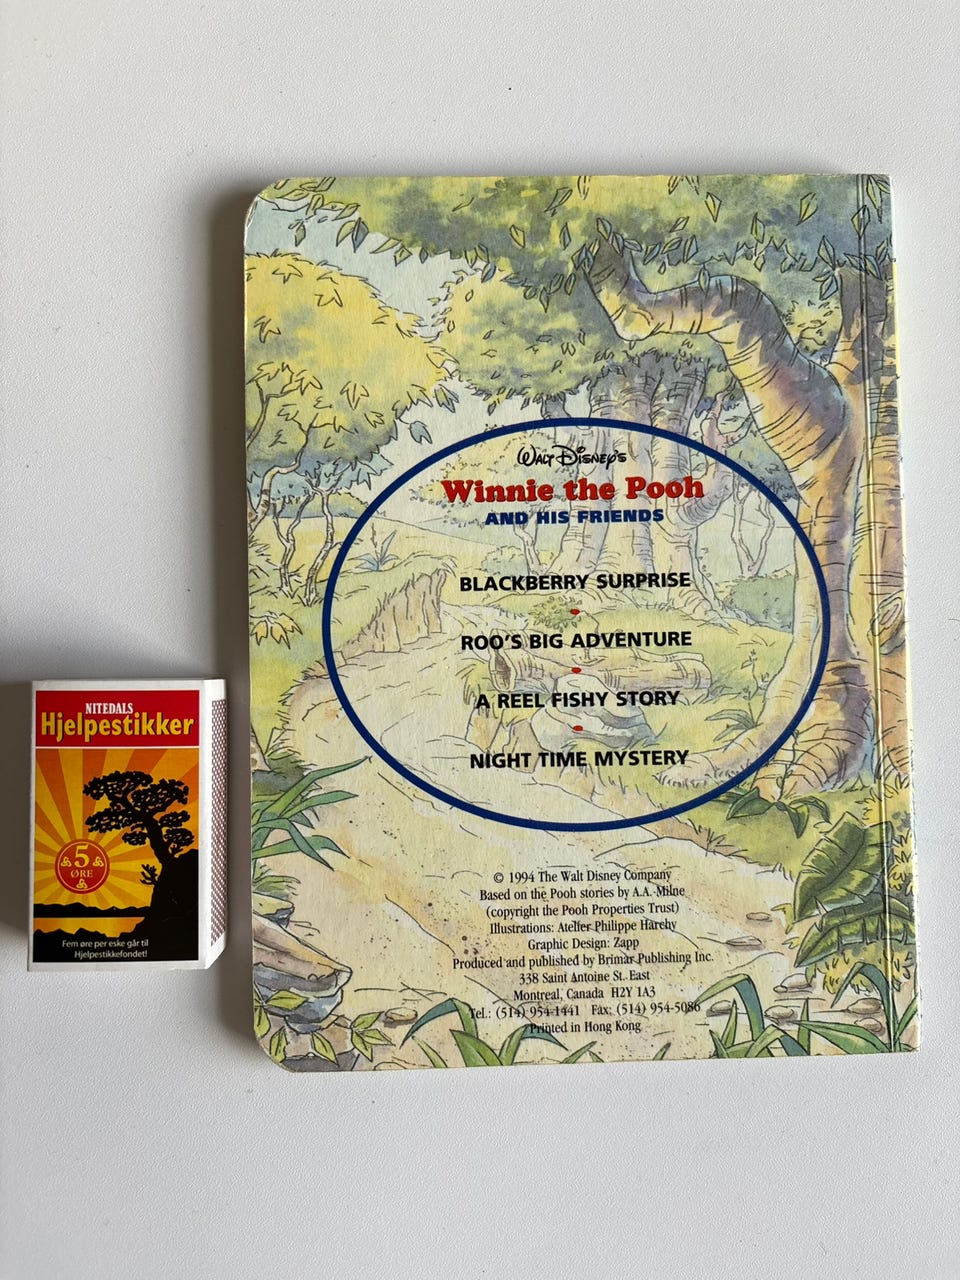 Walt Disney's
Winnie the Pooh
AND HIS FRIENDS
BLACKBERRY SURPRISE
ROO'S BIG ADVENTURE
A REEL FISHY STORY
NIGHT TIME MYSTERY
© 1994 The Walt Disney Company
Based on the Pooh stories by A.A. Milne
(copyright the Pooh Properties Trust)
Illustrations: Atelier Philippe Harchy
Graphic Design: Zapp
Produced and published by Brimar Publishing Inc.
338 Saint Antoine St. East
Montreal, Canada H2Y 1A3
Tel.: (514) 954-1441 Fax: (514) 954-5086
Printed in Hong Kong
NITEDALS
Hjelpestikker
5
ØRE
Fem øre per eske går til
Hjelpestikkefondet!